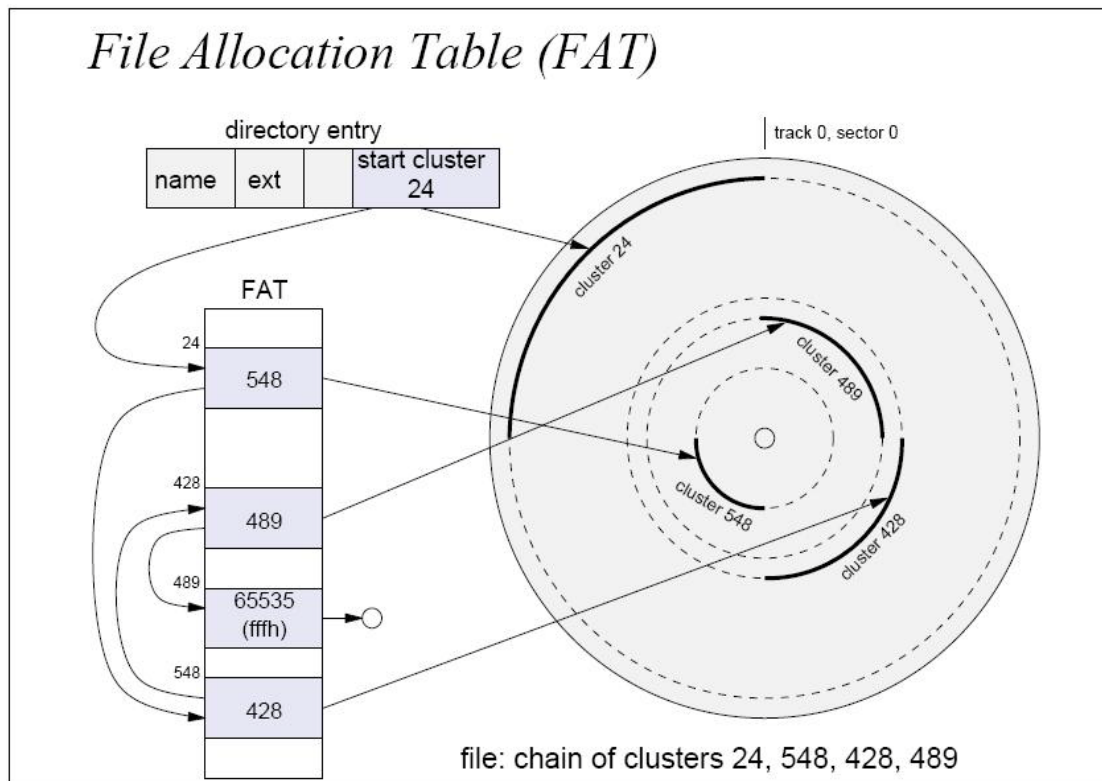 File Allocation Table (FAT)
directory entry
name
ext
start cluster
24
track 0, sector 0
cluster 24
FAT
24
548
cluster 489
428
489
cluster 548
cluster 428
489
65535
(fffh)
548
428
file: chain of clusters 24, 548, 428, 489